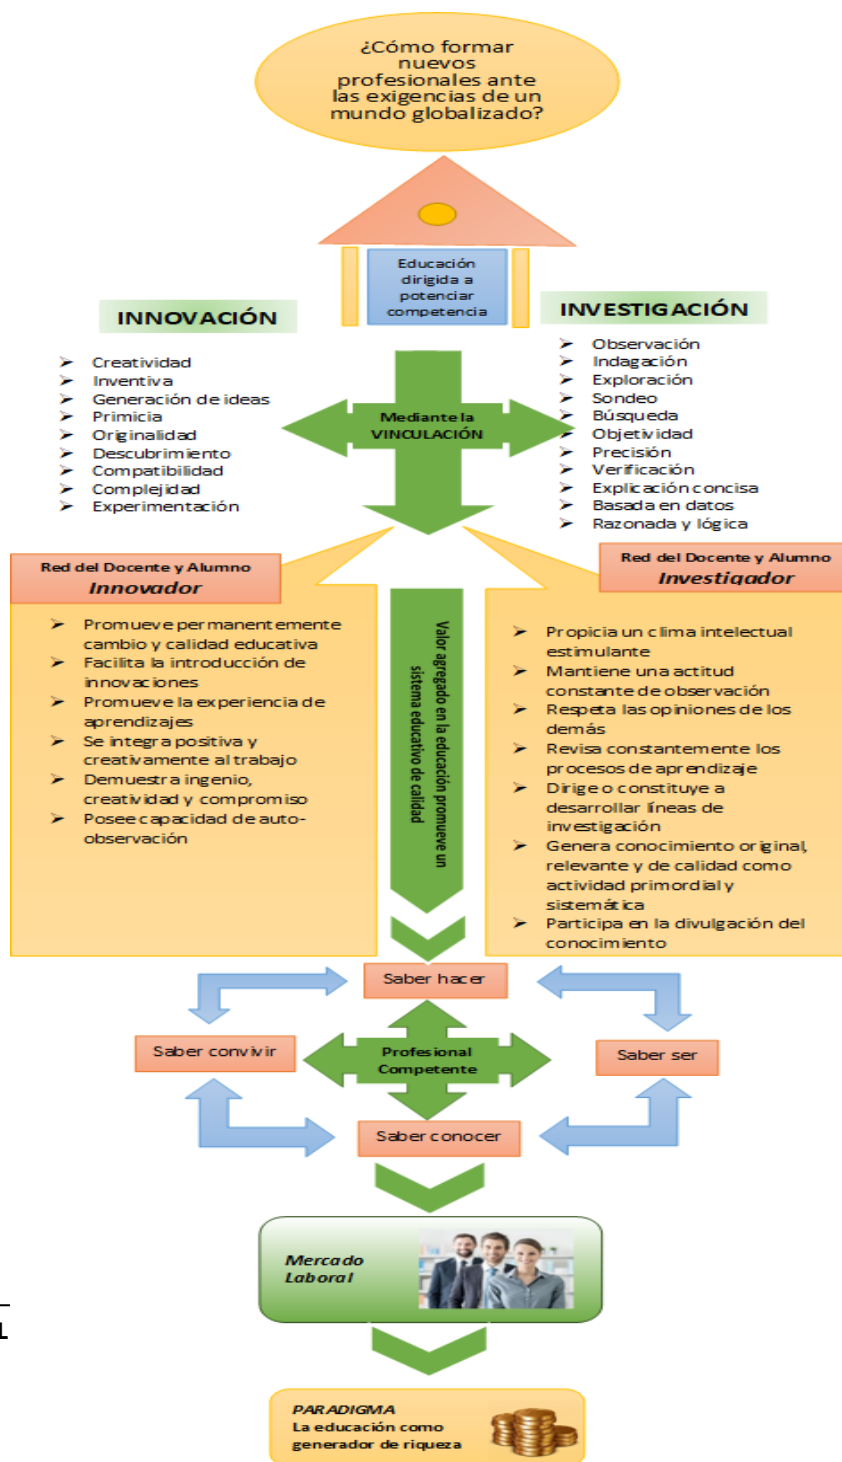 ¿Cómo formar
nuevos
profesionales ante
las exigencias de un
mundo globalizado?
Educación
dirigida a
potenciar
competencia
INNOVACIÓN
➢ Creatividad
➢ Inventiva
➢ Generación de ideas
➢ Primicia
➢ Originalidad
➢ Descubrimiento
➢ Compatibilidad
➢ Complejidad
➢ Experimentación
Mediante la
VINCULACIÓN
INVESTIGACIÓN
➢ Observación
➢ Indagación
➢ Exploración
➢ Sondeo
➢ Búsqueda
➢ Objetividad
➢ Precisión
➢ Verificación
➢ Explicación concisa
➢ Basada en datos
➢ Razonada y lógica
Red del Docente y Alumno
Innovador
➢ Promueve permanentemente
cambio y calidad educativa
➢ Facilita la introducción de
innovaciones
➢ Promueve la experiencia de
aprendizajes
➢ Se integra positiva y
creativamente al trabajo
➢ Demuestra ingenio,
creatividad y compromiso
➢ Posee capacidad de auto-
observación
Valor agregado en la educación promueve un
sistema educativo de calidad
Red del Docente y Alumno
Investigador
➢ Propicia un clima intelectual
estimulante
➢ Mantiene una actitud
constante de observación
➢ Respeta las opiniones de los
demás
➢ Revisa constantemente los
procesos de aprendizaje
➢ Dirige o constituye a
desarrollar líneas de
investigación
➢ Genera conocimiento original,
relevante y de calidad como
actividad primordial y
sistemática
➢ Participa en la divulgación del
conocimiento
Saber hacer
Saber convivir
Profesional
Competente
Saber ser
Saber conocer
Mercado
Laboral
PARADIGMA
La educación como
generador de riqueza